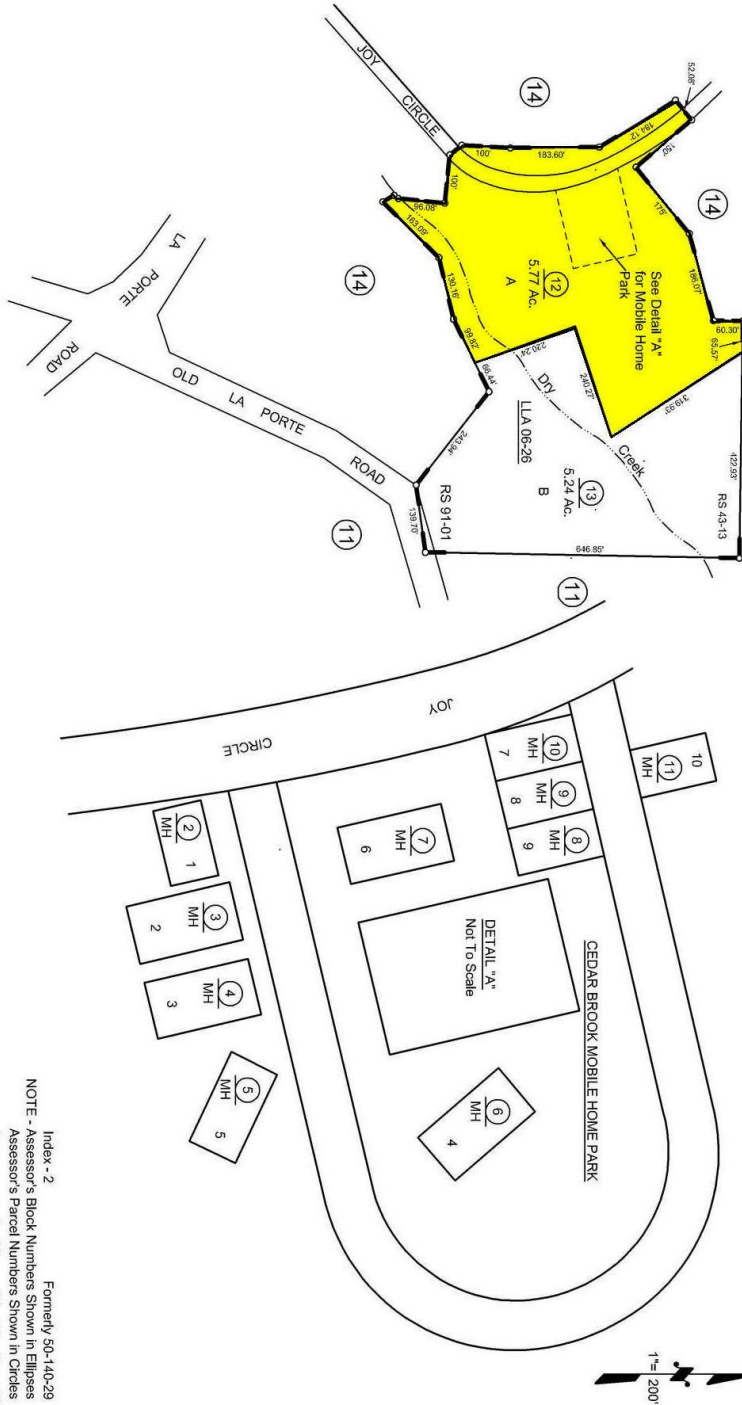 JOY CIRCLE
14
52.08'
184.12'
150'
14
100'
183.60'
175'
186.07'
60.30'
65.57'
100'
96.08'
163.09'
130.16'
99.82'
66.44'
See Detail "A"
for Mobile Home
Park
12
5.77 Ac.
A
220.24'
240.27'
319.93'
422.93'
RS 43-13
Dry Creek
LLA 06-26
13
5.24 Ac.
B
243.94'
RS 91-01
139.70'
646.85'
14
11
11
LA PORTE ROAD
OLD LA PORTE ROAD
JOY CIRCLE
10
11
MH
10
MH
7
9
MH
8
8
MH
9
7
MH
6
2
MH
1
3
MH
2
4
MH
3
5
MH
5
6
MH
4
DETAIL "A"
Not To Scale
CEDAR BROOK MOBILE HOME PARK
1"= 200'
Index - 2
Formerly 50-140-29
NOTE - Assessor's Block Numbers Shown in Ellipses
Assessor's Parcel Numbers Shown in Circles